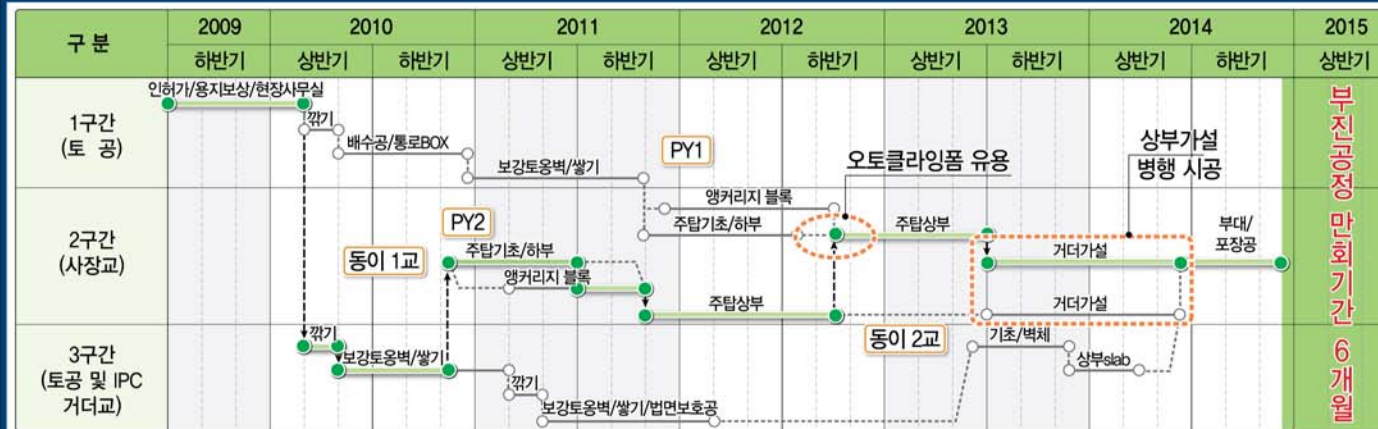 구 분
2009
2010
2011
2012
2013
2014
2015
하반기
상반기
하반기
상반기
하반기
상반기
하반기
상반기
하반기
상반기
하반기
상반기
1구간
(토 공)
인허가/용지보상/현장사무실
깎기
배수공/통로BOX
보강토옹벽/쌓기
PY1
오토클라잉폼 유용
상부가설
병행 시공
2구간
(사장교)
앵커리지 블록
주탑기초/하부
주탑상부
부대/
포장공
PY2
동이 1교
주탑기초/하부
앵커리지 블록
주탑상부
거더가설
거더가설
동이 2교
3구간
(토공 및 IPC
거더교)
깎기
보강토옹벽/쌓기
깎기
보강토옹벽/쌓기/법면보호공
기초/벽체
상부slab
부진공정 만회기간 6개월